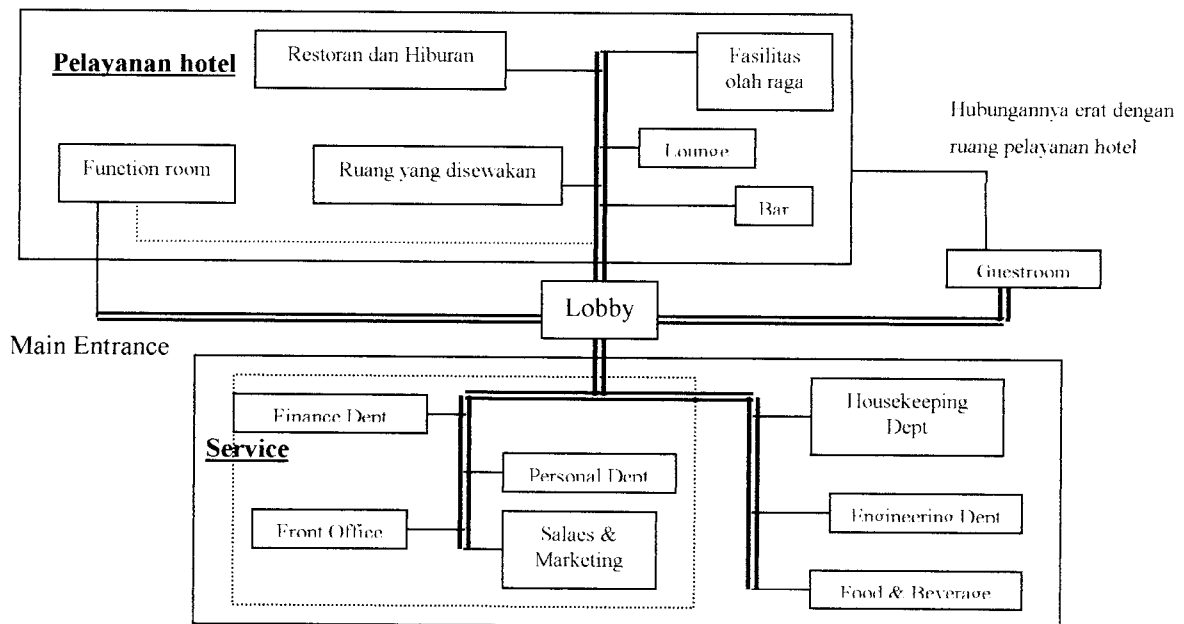 Pelayanan hotel
Restoran dan Hiburan
Fasilitas
olah raga
Hubungannya erat dengan
ruang pelayanan hotel
Function room
Ruang yang disewakan
Lounge
Bar
Guestroom
Lobby
Main Entrance
Finance Dept
Housekeeping
Dept
Service
Personal Dept
Front Office
Salaes &
Marketing
Engineering Dept
Food & Beverage